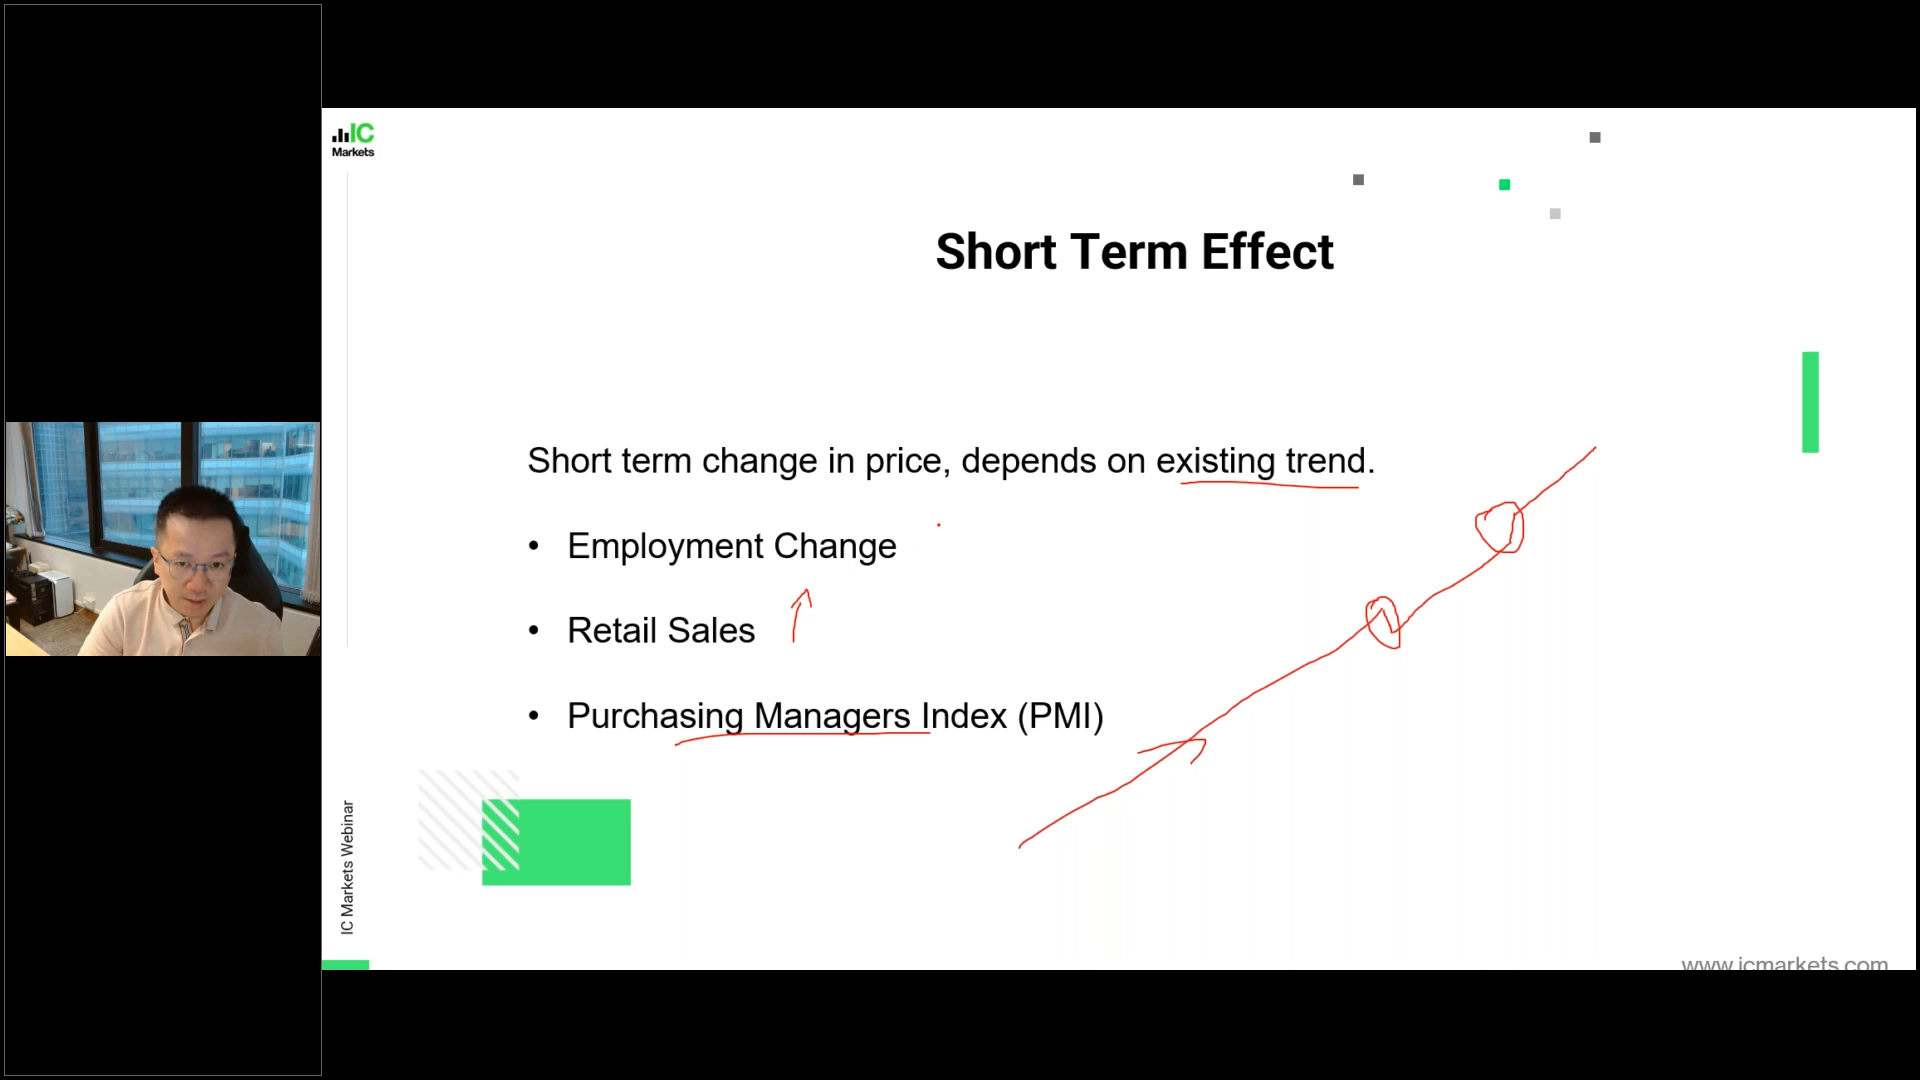 IC
Markets
Short Term Effect
Short term change in price, depends on existing trend.
• Employment Change
• Retail Sales
• Purchasing Managers Index (PMI)
IC Markets Webinar
www.icmarkets.com